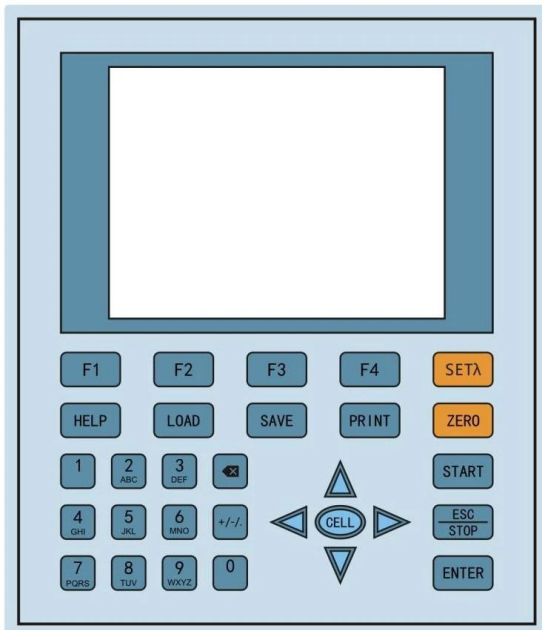 F1 F2 F3 F4 SETλ
HELP LOAD SAVE PRINT ZERO
1 2 ABC 3 DEF START
4 GHI 5 JKL 6 MNO +/-/. CELL ESC
STOP
7 PQRS 8 TUV 9 WXYZ 0 ENTER